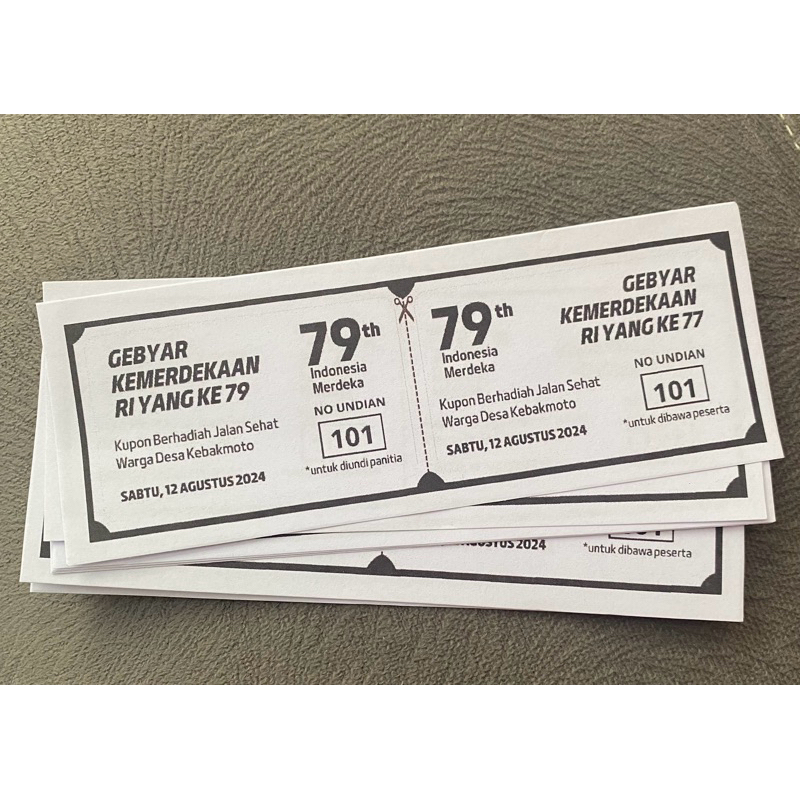 GEBYAR
KEMERDEKAAN
RI YANG KE 79
Kupon Berhadiah Jalan Sehat
Warga Desa Kebakmoto
SABTU, 12 AGUSTUS 2024
79th
Indonesia
Merdeka
NO UNDIAN
101
*untuk diundi panitia
79th
Indonesia
Merdeka
Kupon Berhadiah Jalan Sehat
Warga Desa Kebakmoto
SABTU, 12 AGUSTUS 2024
GEBYAR
KEMERDEKAAN
RI YANG KE 77
NO UNDIAN
101
*untuk dibawa peserta
2024
*untuk dibawa peserta